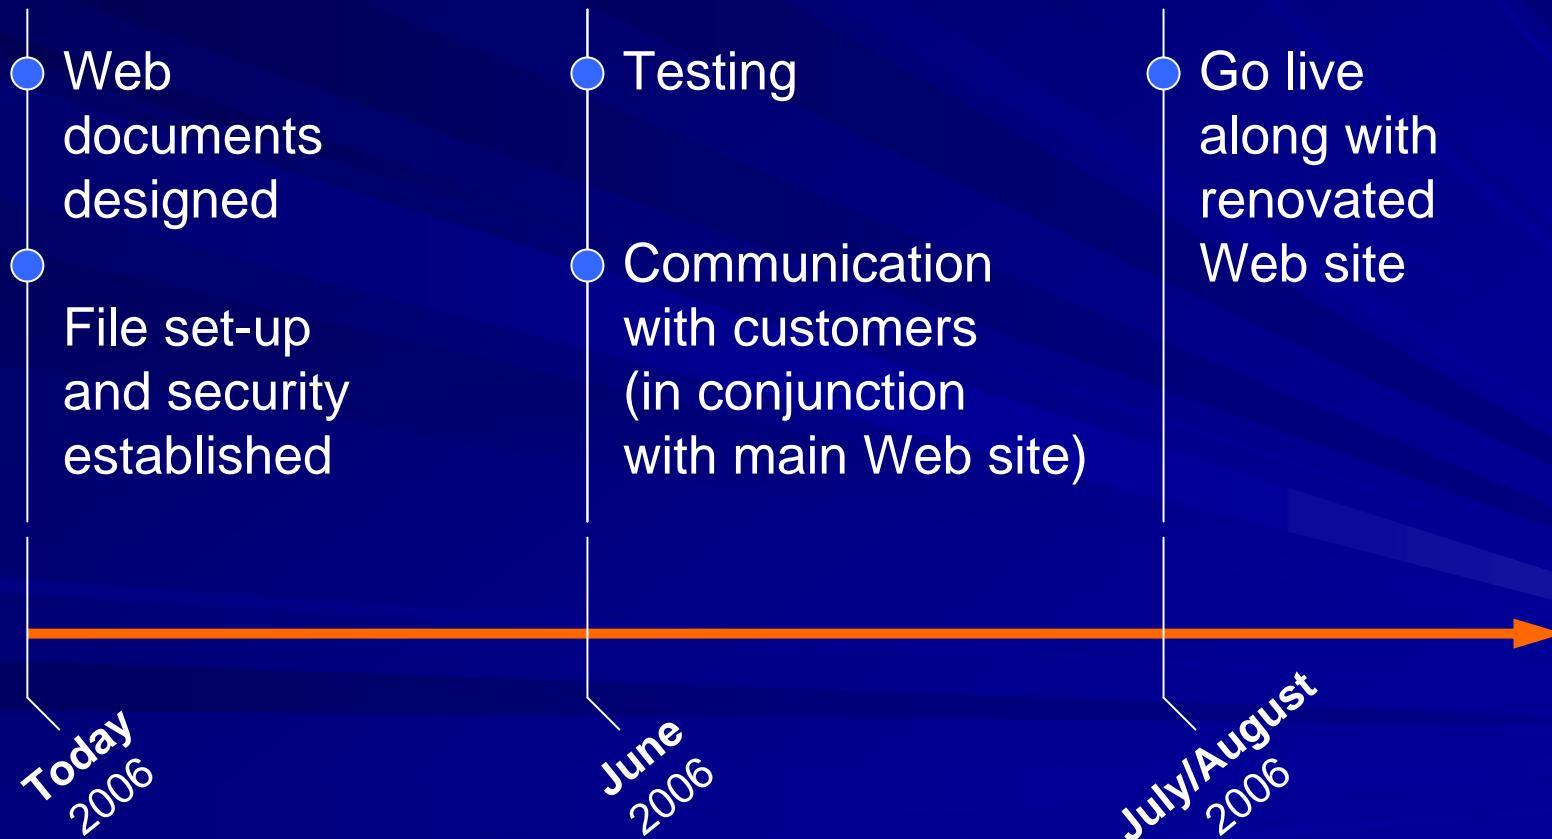 Web
documents
designed
File set-up
and security
established
Testing
Communication
with customers
(in conjunction
with main Web site)
Go live
along with
renovated
Web site
Today
2006
June
2006
July/August
2006